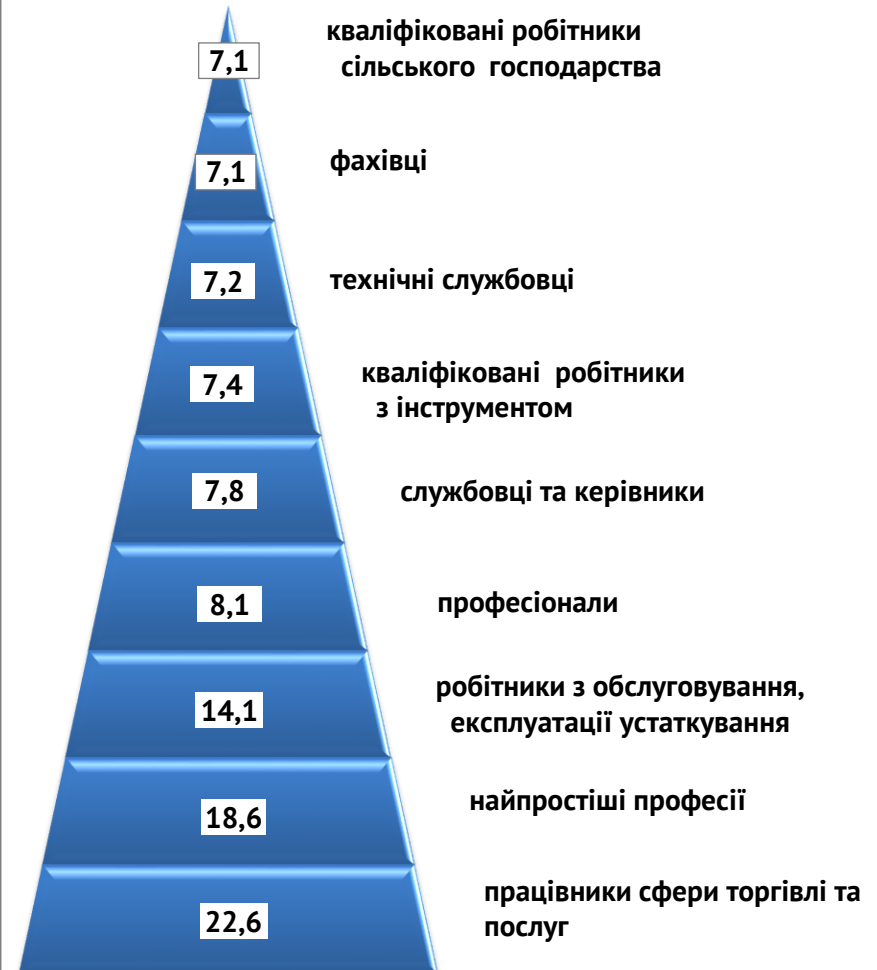 кваліфіковані робітники
сільського господарства
7,1
фахівці
7,1
технічні службовці
7,2
кваліфіковані робітники
з інструментом
7,4
службовці та керівники
7,8
професіонали
8,1
робітники з обслуговування,
експлуатації устаткування
14,1
найпростіші професії
18,6
працівники сфери торгівлі та
послуг
22,6